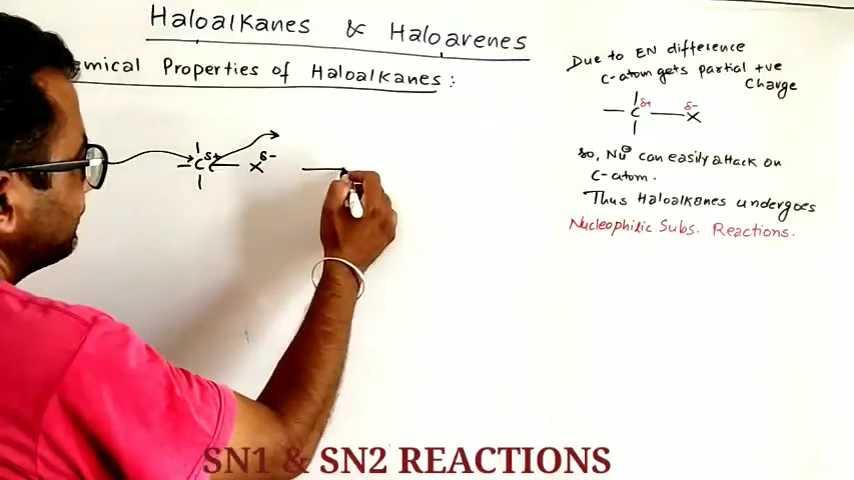 Haloalkanes & Haloarenes
emical Properties of Haloalkanes :
Due to EN difference
C-atom gets partial +ve
Charge
δ+ δ-
— C — X
δ+ δ-
— C — X
so, Nu⊖ can easily attack on
C-atom.
Thus Haloalkanes undergoes
Nucleophilic Subs. Reactions.
SN1 & SN2 REACTIONS